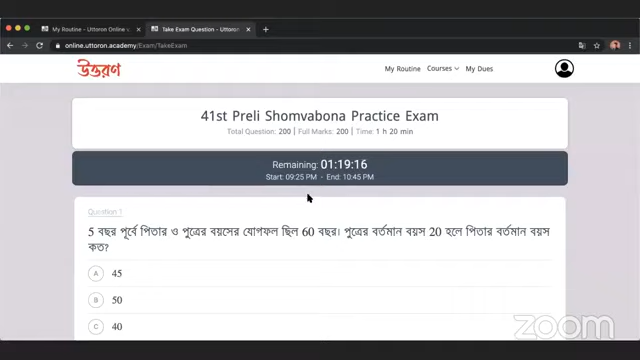 My Routine - Uttoron Online u
Take Exam Question - Uttoron
online.uttoron.academy/Exam/TakeExam
উত্তরণ
My Routine
Courses
My Dues
41st Preli Shomvabona Practice Exam
Total Question: 200 | Full Marks: 200 | Time: 1 h 20 min
Remaining: 01:19:16
Start: 09:25 PM - End: 10:45 PM
Question 1
5 বছর পূর্বে পিতার ও পুত্রের বয়সের যোগফল ছিল 60 বছর। পুত্রের বর্তমান বয়স 20 হলে পিতার বর্তমান বয়স
কত?
A 45
B 50
C 40
zoom